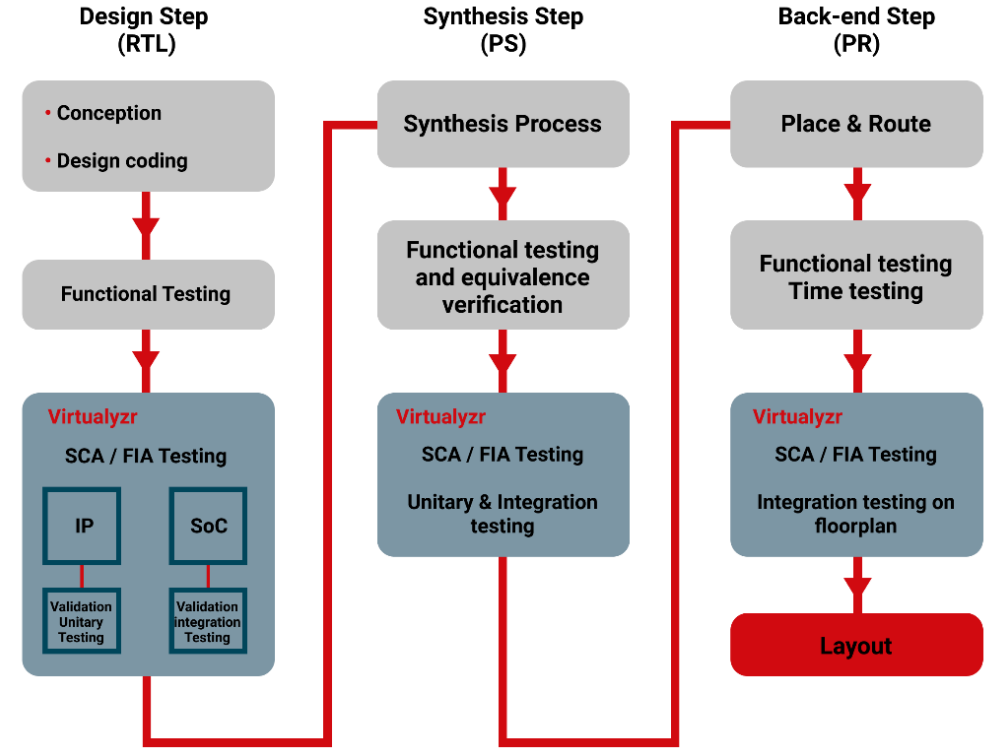 Design Step
(RTL)
• Conception
• Design coding
Functional Testing
Virtualyzr
SCA / FIA Testing
IP
SoC
Validation
Unitary
Testing
Validation
integration
Testing
Synthesis Step
(PS)
Synthesis Process
Functional testing
and equivalence
verification
Virtualyzr
SCA / FIA Testing
Unitary & Integration
testing
Back-end Step
(PR)
Place & Route
Functional testing
Time testing
Virtualyzr
SCA / FIA Testing
Integration testing on
floorplan
Layout